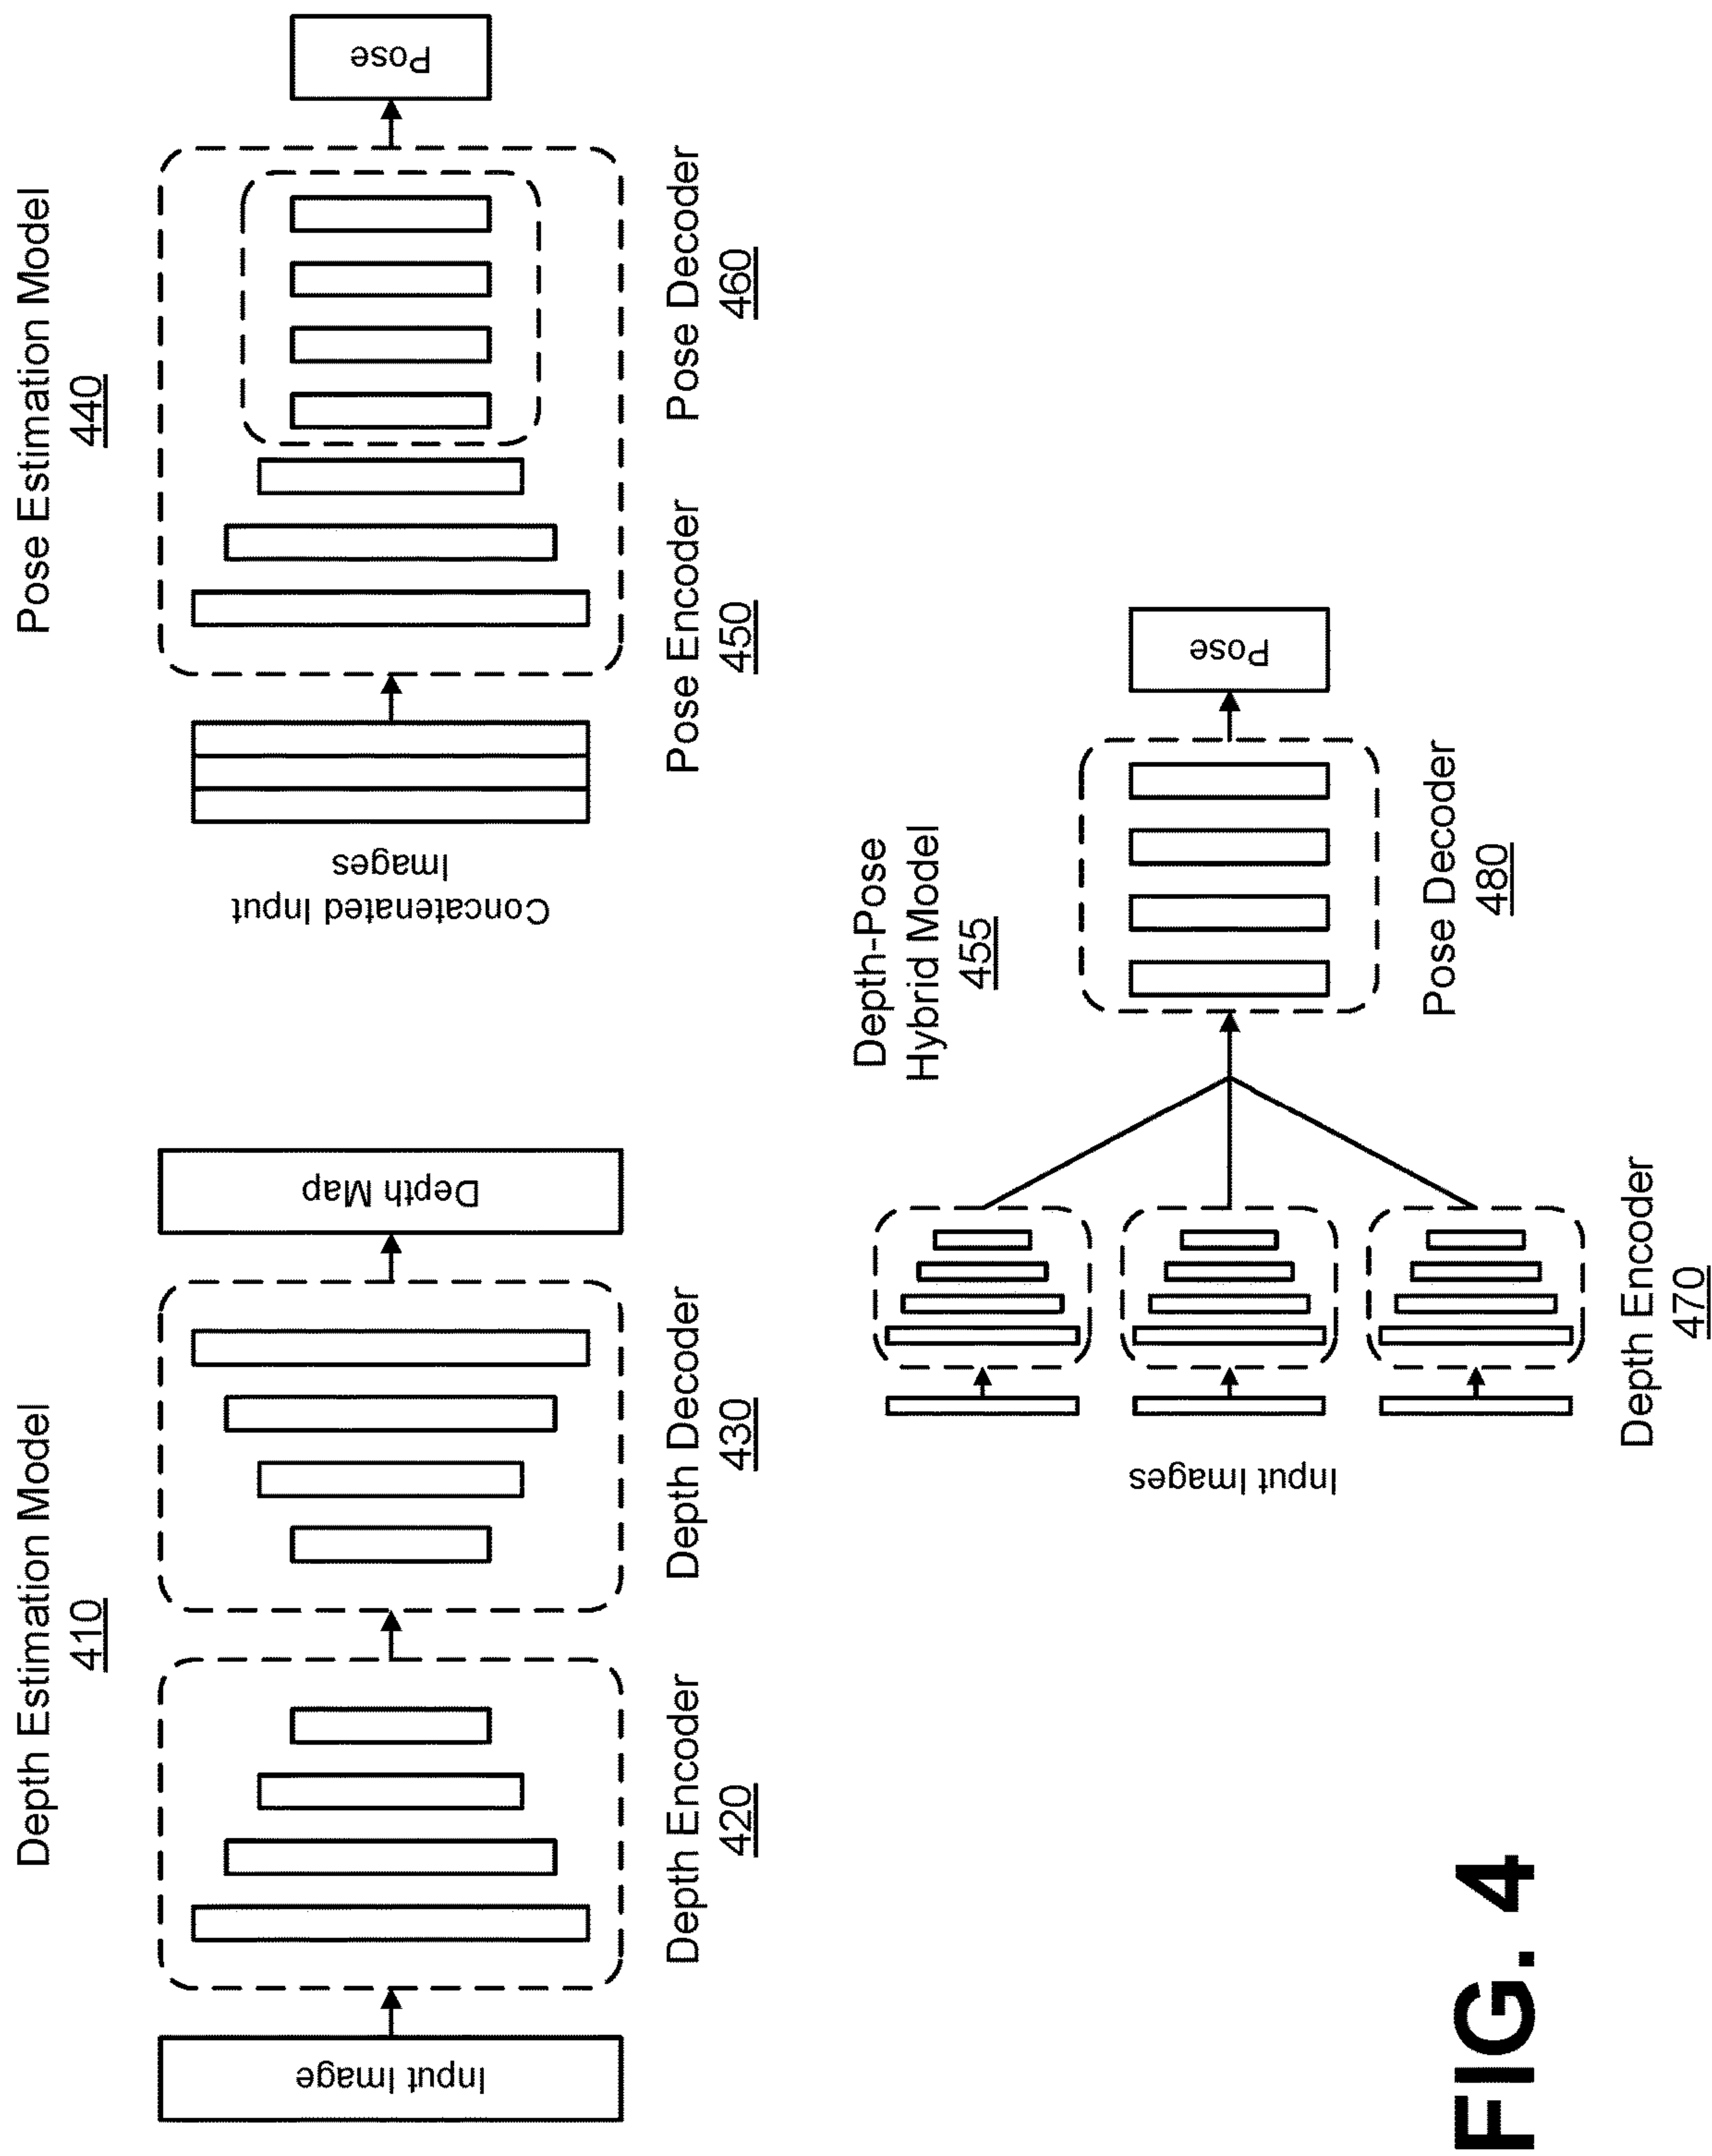 Depth Estimation Model
410
Input Image
Depth Encoder
420
Depth Decoder
430
Depth Map
Pose Estimation Model
440
Concatenated Input
Images
Pose Encoder
450
Pose Decoder
460
Pose
Depth-Pose
Hybrid Model
455
Input Images
Depth Encoder
470
Pose Decoder
480
Pose
FIG. 4